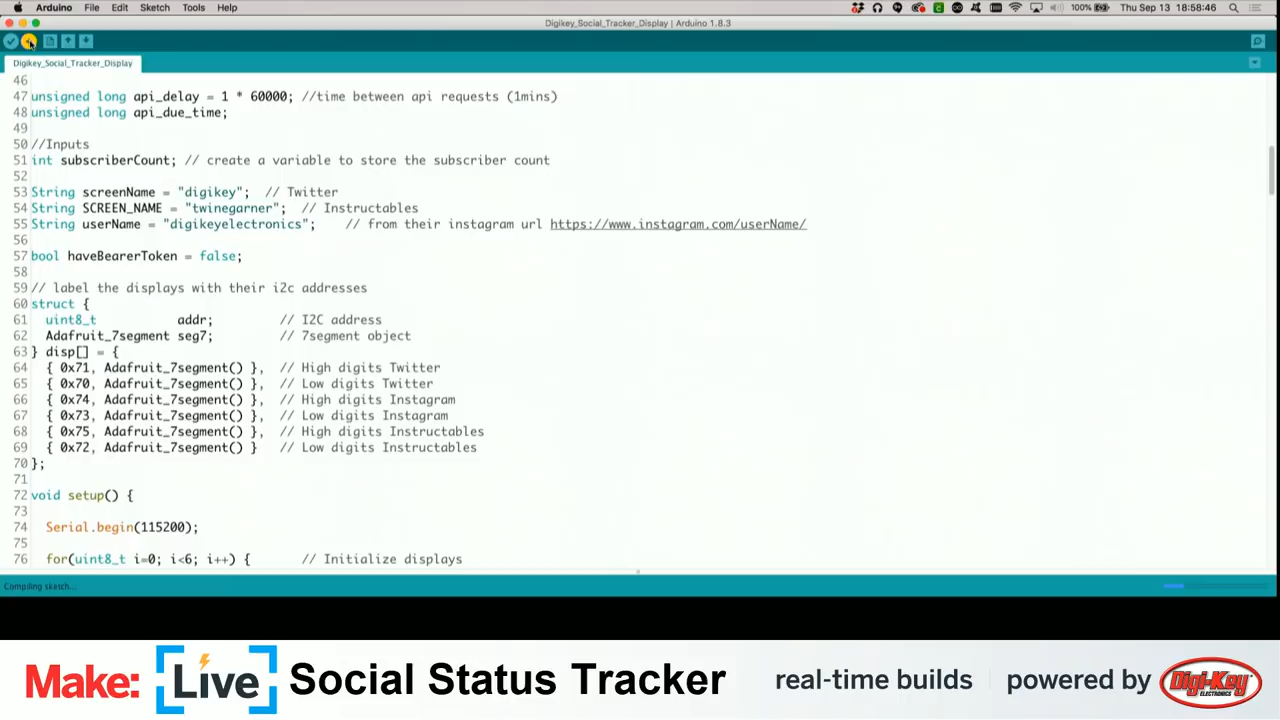 Arduino File Edit Sketch Tools Help 100% Thu Sep 13 18:58:46
Digikey_Social_Tracker_Display | Arduino 1.8.3
Digikey_Social_Tracker_Display
46
47 unsigned long api_delay = 1 * 60000; //time between api requests (1mins)
48 unsigned long api_due_time;
49
50 //Inputs
51 int subscriberCount; // create a variable to store the subscriber count
52
53 String screenName = "digikey"; // Twitter
54 String SCREEN_NAME = "twinegarner"; // Instructables
55 String userName = "digikeyelectronics"; // from their instagram url https://www.instagram.com/userName/
56
57 bool haveBearerToken = false;
58
59 // label the displays with their i2c addresses
60 struct {
61 uint8_t addr; // I2C address
62 Adafruit_7segment seg7; // 7segment object
63 } disp[] = {
64 { 0x71, Adafruit_7segment() }, // High digits Twitter
65 { 0x70, Adafruit_7segment() }, // Low digits Twitter
66 { 0x74, Adafruit_7segment() }, // High digits Instagram
67 { 0x73, Adafruit_7segment() }, // Low digits Instagram
68 { 0x75, Adafruit_7segment() }, // High digits Instructables
69 { 0x72, Adafruit_7segment() } // Low digits Instructables
70 };
71
72 void setup() {
73
74 Serial.begin(115200);
75
76 for(uint8_t i=0; i<6; i++) { // Initialize displays
Compiling sketch...
Make: Live Social Status Tracker real-time builds powered by Digi-Key ELECTRONICS